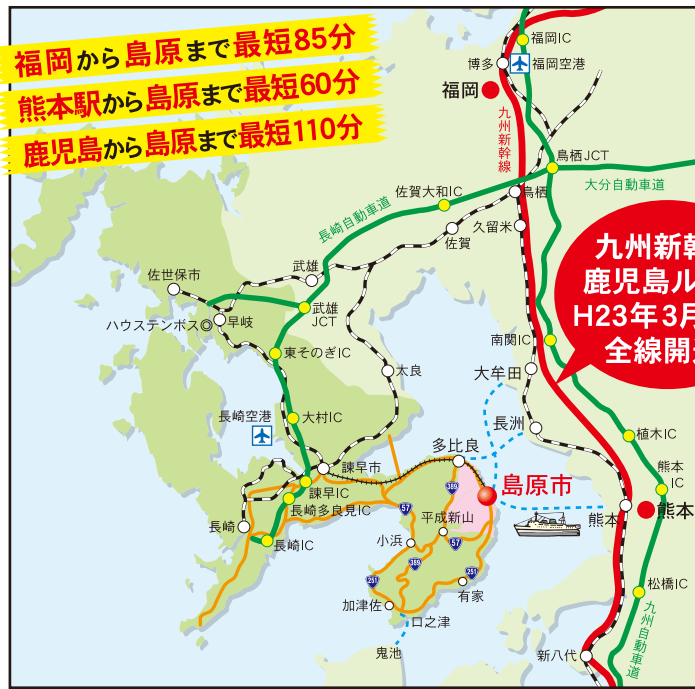 福岡から島原まで最短85分
熊本駅から島原まで最短60分
鹿児島から島原まで最短110分
福岡IC
博多
福岡空港
福岡
九州新幹線
鳥栖JCT
大分自動車道
佐賀大和IC
鳥栖
長崎自動車道
久留米
佐賀
九州新幹
鹿児島ル
H23年3月
全線開
武雄
佐世保市
武雄
JCT
ハウステンボス
早岐
南関IC
東そのぎIC
大牟田
太良
長崎空港
大村IC
長洲
植木IC
多比良
諫早市
熊本
IC
389
島原市
諫早IC
長崎多良見IC
57
熊本
熊本
長崎
平成新山
小浜
57
長崎IC
389
251
251
松橋IC
加津佐
有家
口之津
九州自動車道
鬼池
新八代